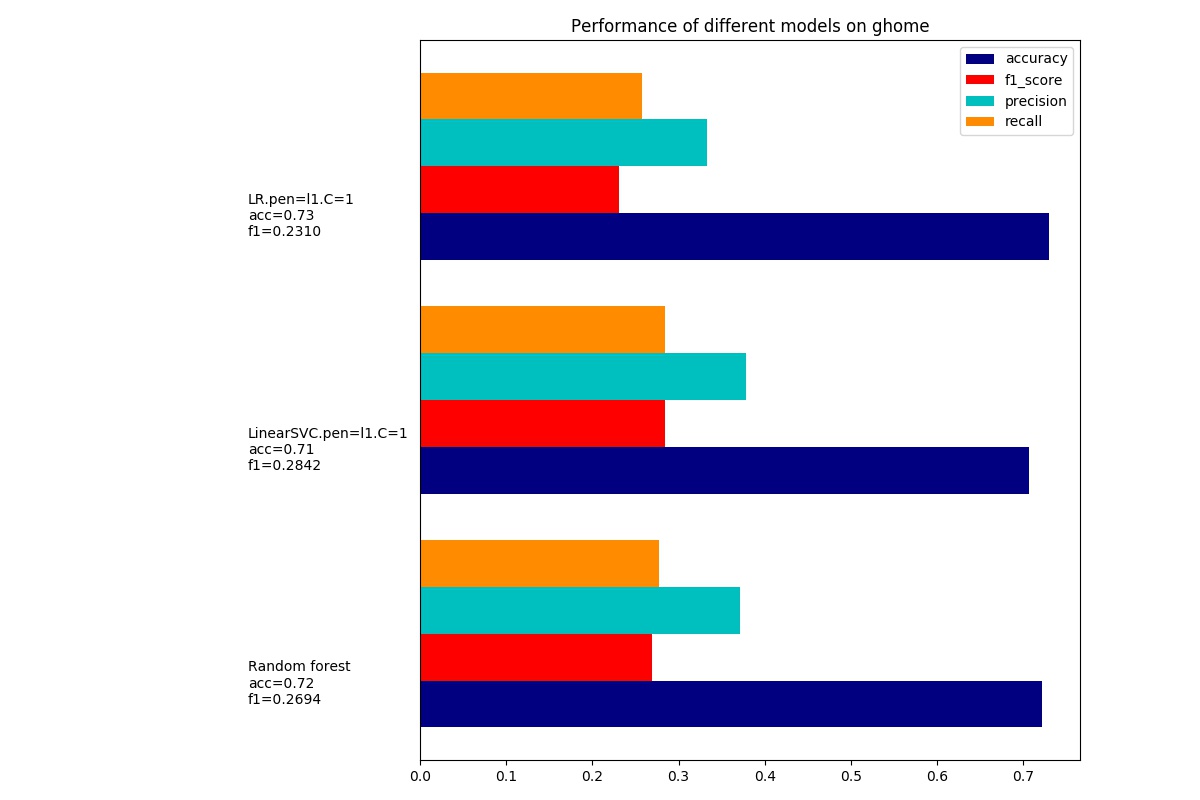 Performance of different models on ghome
accuracy
f1_score
precision
recall
LR.pen=l1.C=1
acc=0.73
f1=0.2310
LinearSVC.pen=l1.C=1
acc=0.71
f1=0.2842
Random forest
acc=0.72
f1=0.2694
0.0 0.1 0.2 0.3 0.4 0.5 0.6 0.7